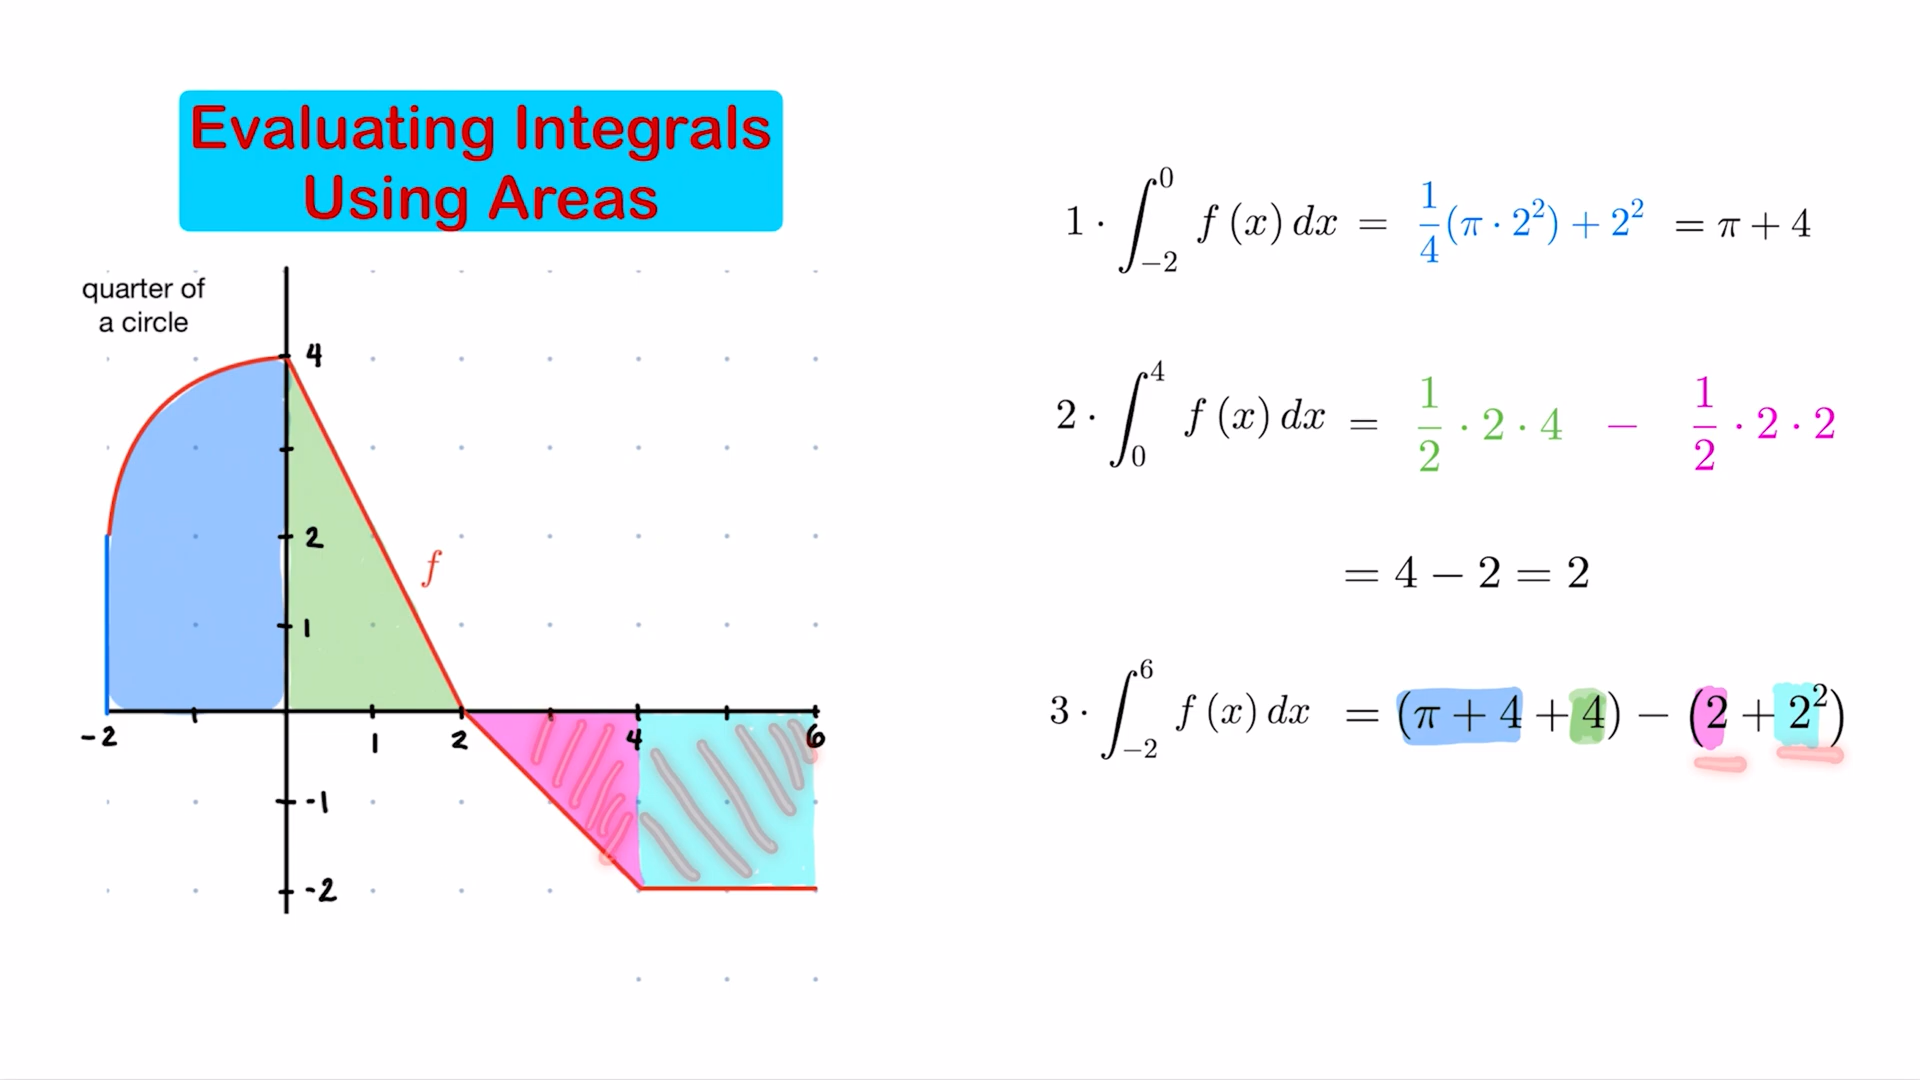 Evaluating Integrals
Using Areas
quarter of
a circle
4
2
1
f
-2
1
2
4
6
-1
-2
1 · ∫_{−2}^{0} f (x) dx = 1/4(π · 2²) + 2² = π + 4
2 · ∫_{0}^{4} f (x) dx = 1/2 · 2 · 4 − 1/2 · 2 · 2
= 4 − 2 = 2
3 · ∫_{−2}^{6} f (x) dx = (π + 4 + 4) − (2 + 2²)